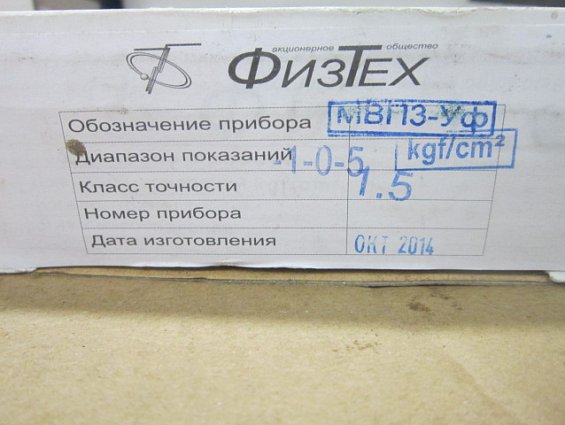 акционерное общество
ФИЗТЕХ
Обозначение прибора МВПЗ-Уф
Диапазон показаний -1-0-5 kgf/cm²
Класс точности 1.5
Номер прибора
Дата изготовления ОКТ 2014